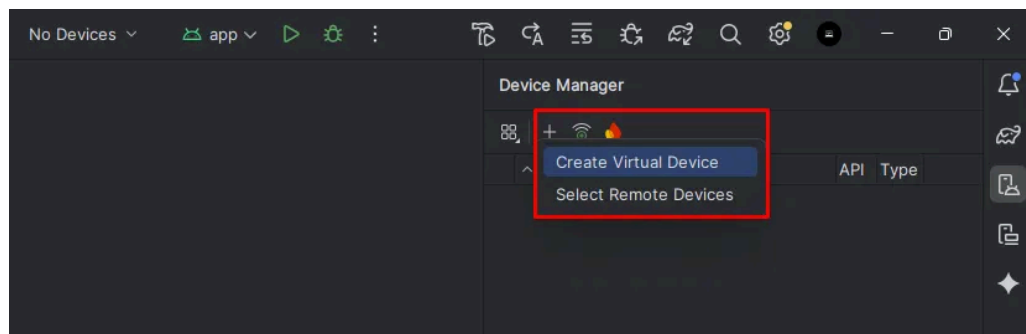 No Devices
app
Device Manager
Create Virtual Device
API Type
Select Remote Devices